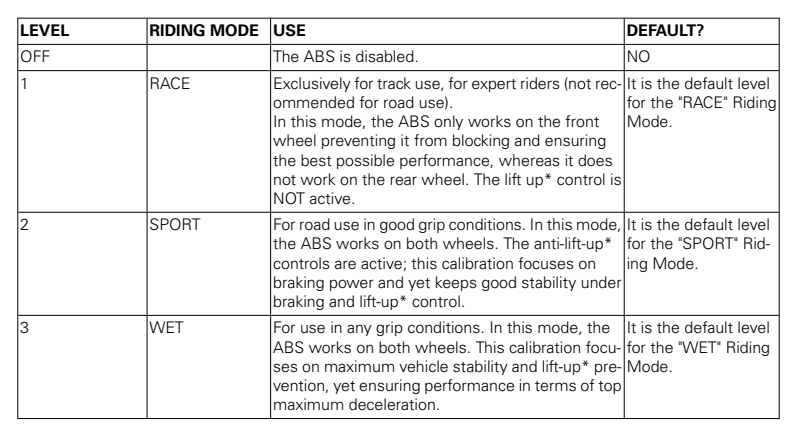 LEVEL RIDING MODE USE DEFAULT?
OFF The ABS is disabled. NO
1 RACE Exclusively for track use, for expert riders (not rec- It is the default level
ommended for road use). for the "RACE" Riding
In this mode, the ABS only works on the front Mode.
wheel preventing it from blocking and ensuring
the best possible performance, whereas it does
not work on the rear wheel. The lift up* control is
NOT active.
2 SPORT For road use in good grip conditions. In this mode, It is the default level
the ABS works on both wheels. The anti-lift-up* for the "SPORT" Rid-
controls are active; this calibration focuses on ing Mode.
braking power and yet keeps good stability under
braking and lift-up* control.
3 WET For use in any grip conditions. In this mode, the It is the default level
ABS works on both wheels. This calibration focu- for the "WET" Riding
ses on maximum vehicle stability and lift-up* pre- Mode.
vention, yet ensuring performance in terms of top
maximum deceleration.